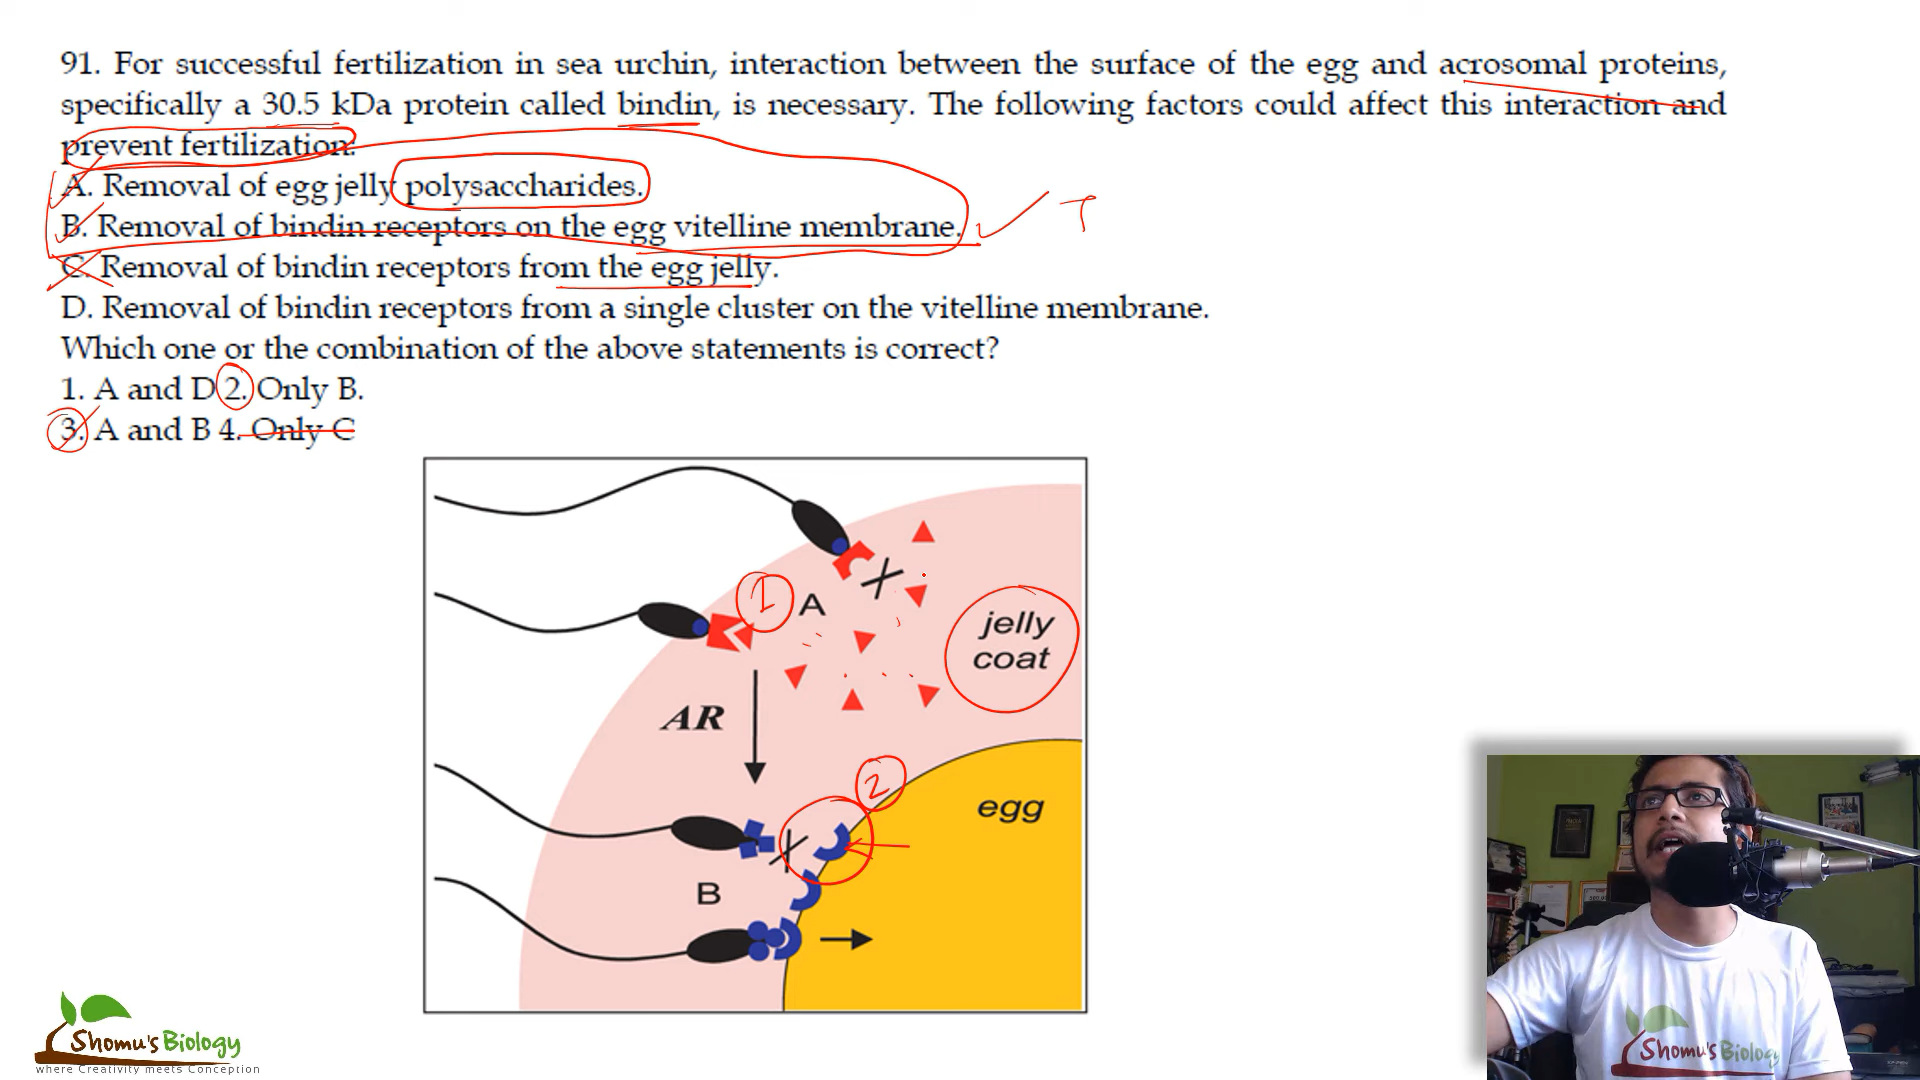 91. For successful fertilization in sea urchin, interaction between the surface of the egg and acrosomal proteins,
specifically a 30.5 kDa protein called bindin, is necessary. The following factors could affect this interaction and
prevent fertilization:
A. Removal of egg jelly polysaccharides.
B. Removal of bindin receptors on the egg vitelline membrane.
T
C. Removal of bindin receptors from the egg jelly.
D. Removal of bindin receptors from a single cluster on the vitelline membrane.
Which one or the combination of the above statements is correct?
1. A and D 2. Only B.
3. A and B 4. Only C
1 A
jelly
coat
AR
2
egg
B
Shomu's Biology
where Creativity meets Conception
Shomu's Biology